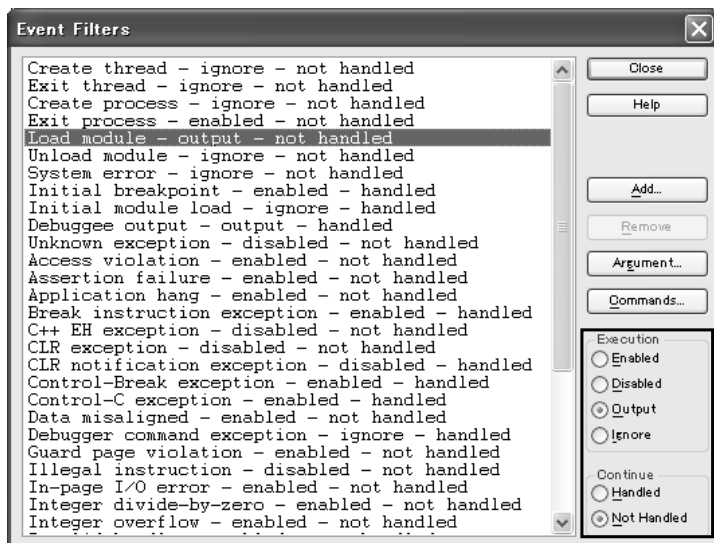 Event Filters
Create thread - ignore - not handled
Exit thread - ignore - not handled
Create process - ignore - not handled
Exit process - enabled - not handled
Load module - output - not handled
Unload module - ignore - not handled
System error - ignore - not handled
Initial breakpoint - enabled - handled
Initial module load - ignore - handled
Debuggee output - output - handled
Unknown exception - disabled - not handled
Access violation - enabled - not handled
Assertion failure - enabled - not handled
Application hang - enabled - not handled
Break instruction exception - enabled - handled
C++ EH exception - disabled - not handled
CLR exception - disabled - not handled
CLR notification exception - disabled - handled
Control-Break exception - enabled - handled
Control-C exception - enabled - handled
Data misaligned - enabled - not handled
Debugger command exception - ignore - handled
Guard page violation - enabled - not handled
Illegal instruction - disabled - not handled
In-page I/O error - enabled - not handled
Integer divide-by-zero - enabled - not handled
Integer overflow - enabled - not handled
Close
Help
Add...
Remove
Argument...
Commands...
Execution
Enabled
Disabled
Output
Ignore
Continue
Handled
Not Handled